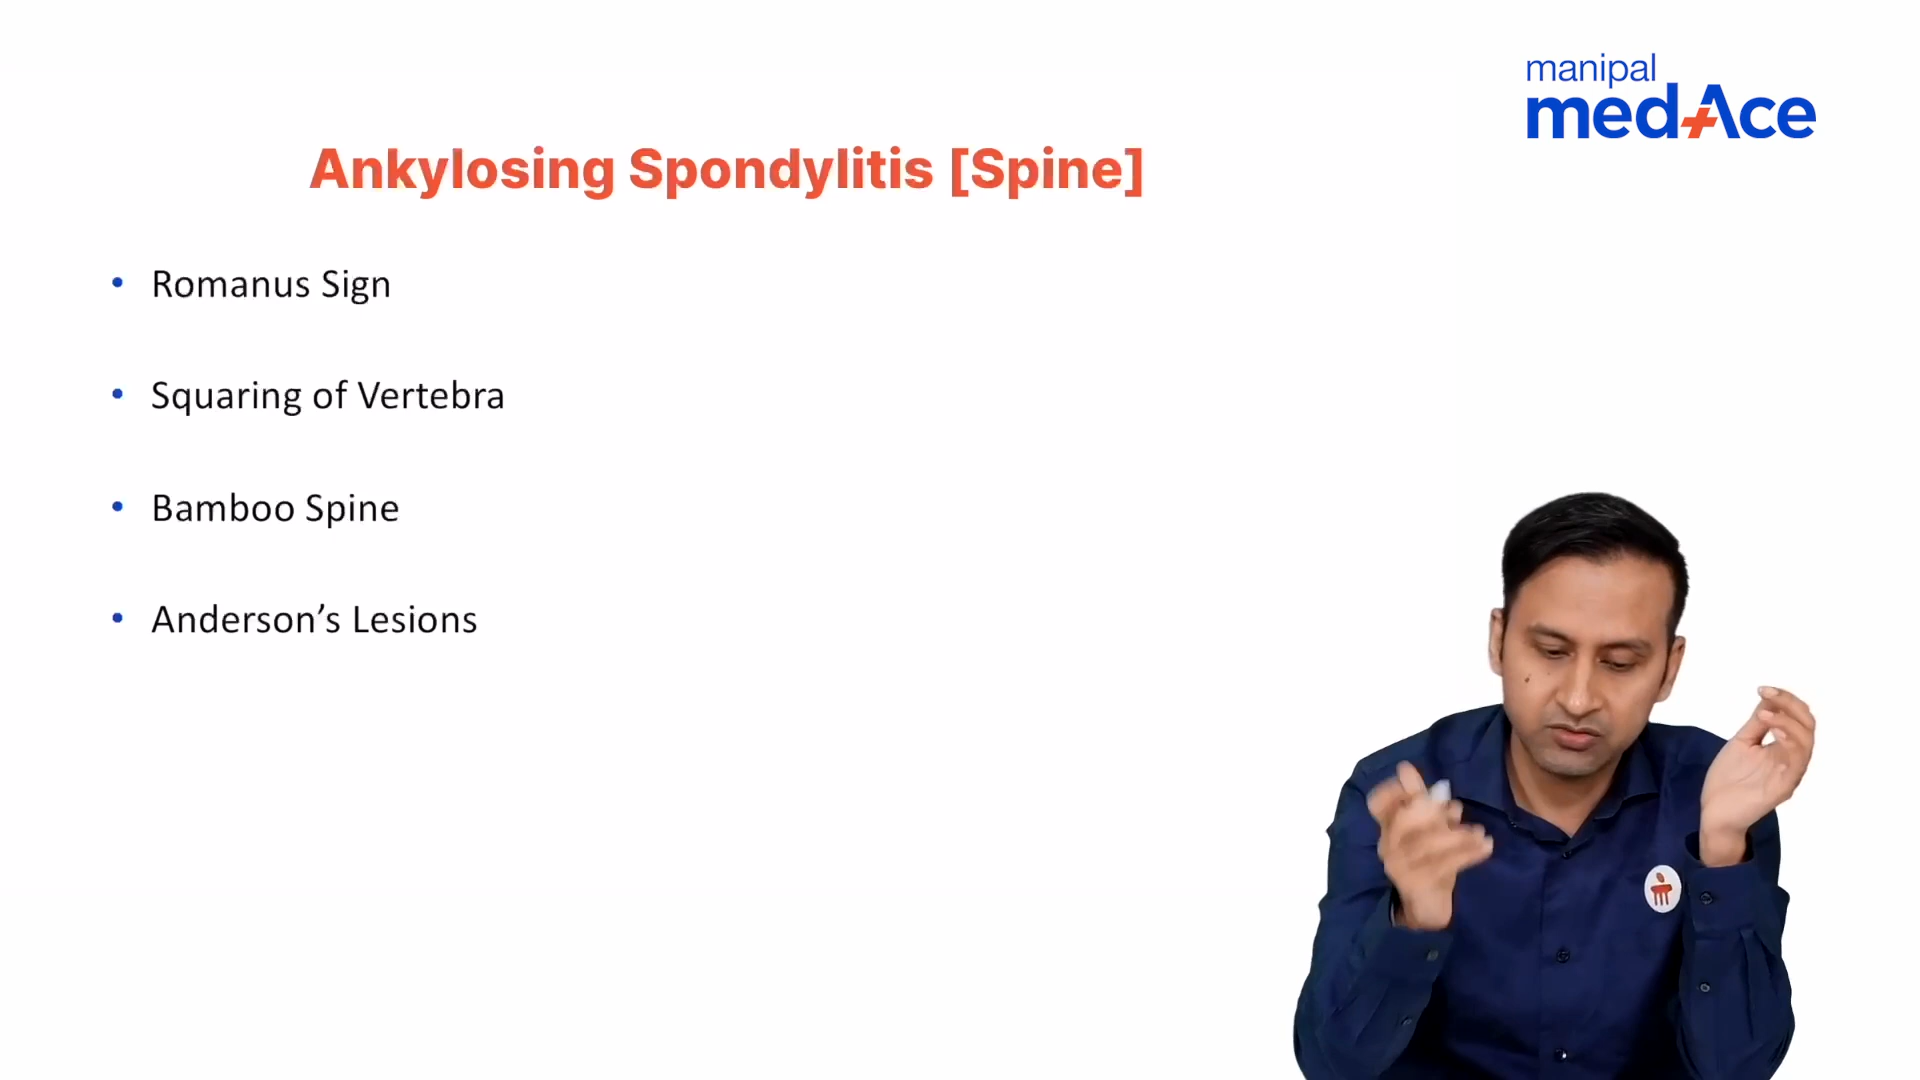 manipal
medAce
Ankylosing Spondylitis [Spine]
• Romanus Sign
• Squaring of Vertebra
• Bamboo Spine
• Anderson’s Lesions